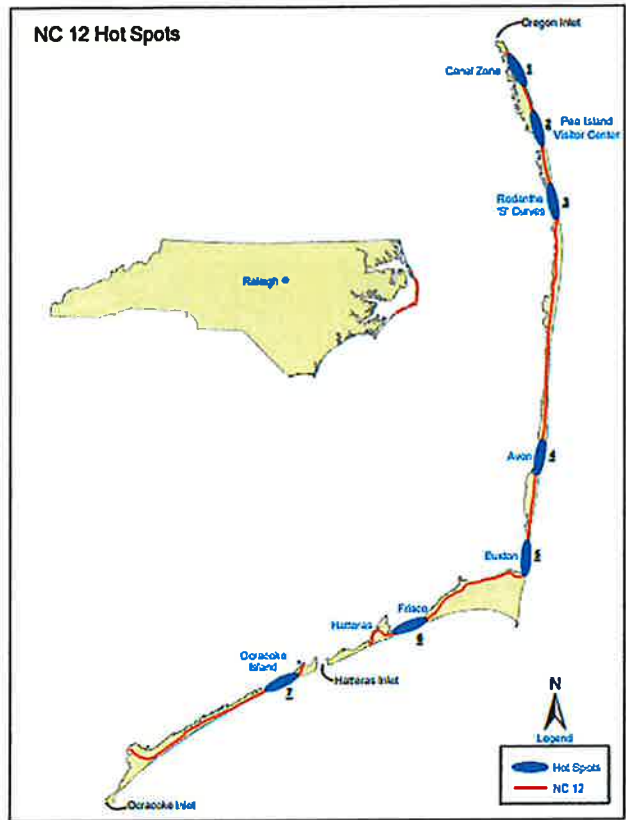 NC 12 Hot Spots
Oregon Inlet
Canal Zone
1
2
Pea Island
Visitor Center
Rodanthe
"S" Curves
3
Raleigh
Avon
4
Buxton
5
Frisco
Hatteras
6
Ocracoke
Island
7
Hatteras Inlet
Ocracoke Inlet
N
Legend
Hot Spots
NC 12